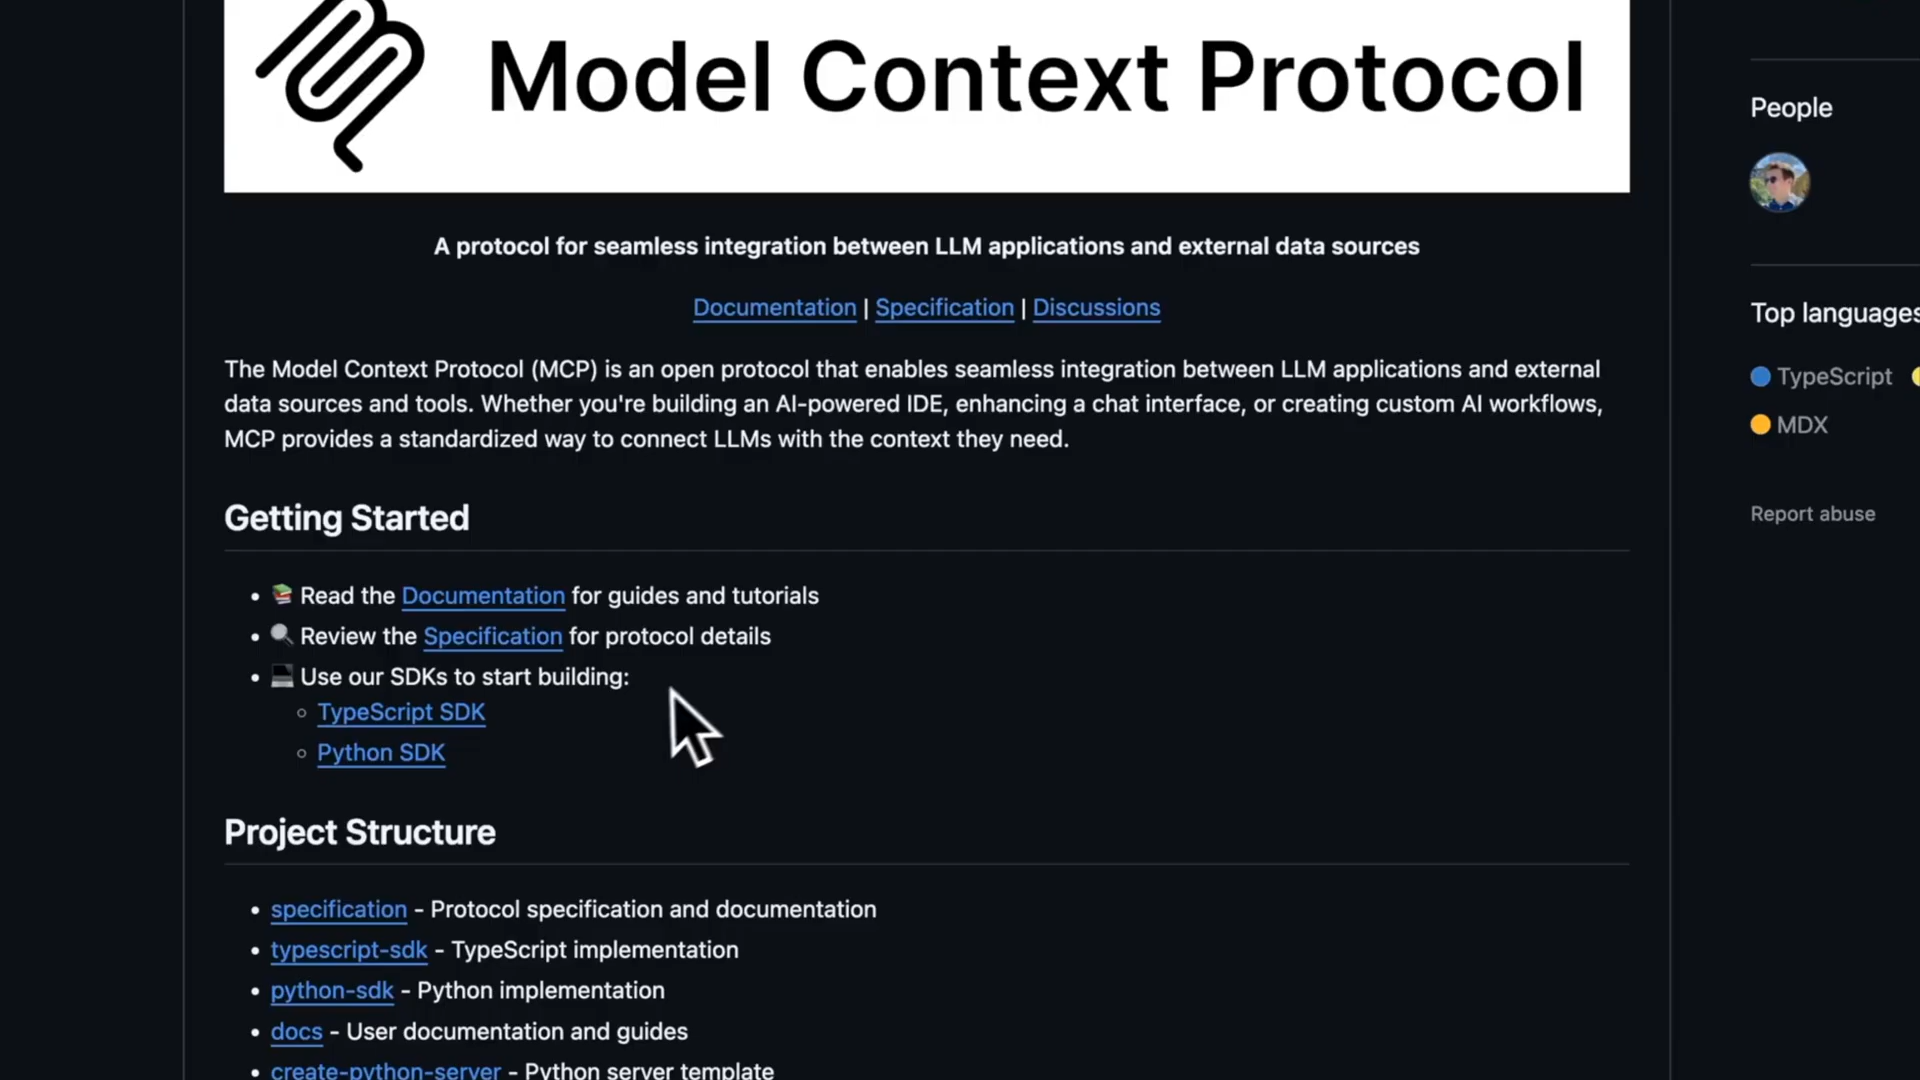 Model Context Protocol
A protocol for seamless integration between LLM applications and external data sources
Documentation | Specification | Discussions
The Model Context Protocol (MCP) is an open protocol that enables seamless integration between LLM applications and external
data sources and tools. Whether you're building an AI-powered IDE, enhancing a chat interface, or creating custom AI workflows,
MCP provides a standardized way to connect LLMs with the context they need.
Getting Started
• 📚 Read the Documentation for guides and tutorials
• 🔍 Review the Specification for protocol details
• 💻 Use our SDKs to start building:
◦ TypeScript SDK
◦ Python SDK
Project Structure
• specification - Protocol specification and documentation
• typescript-sdk - TypeScript implementation
• python-sdk - Python implementation
• docs - User documentation and guides
• create-python-server - Python server template
People
Top languages
TypeScript
MDX
Report abuse